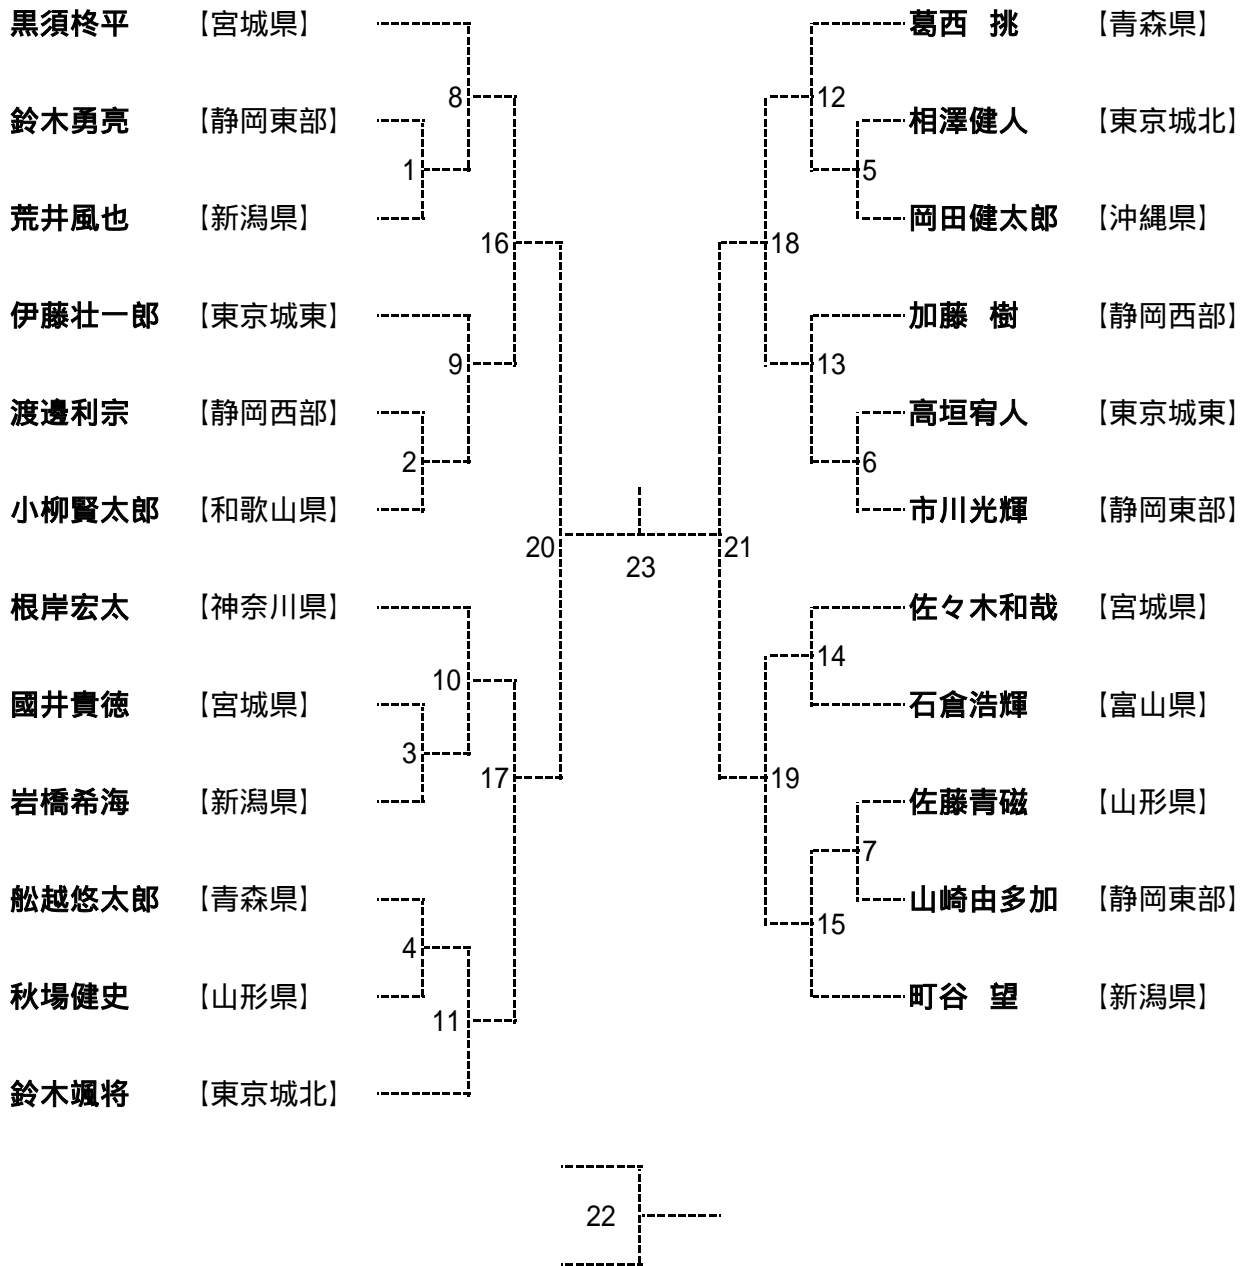 黒須柊平 【宮城県】
鈴木勇亮 【静岡東部】
荒井風也 【新潟県】
伊藤壮一郎 【東京城東】
渡邊利宗 【静岡西部】
小柳賢太郎 【和歌山県】
根岸宏太 【神奈川県】
國井貴徳 【宮城県】
岩橋希海 【新潟県】
舩越悠太郎 【青森県】
秋場健史 【山形県】
鈴木颯将 【東京城北】
8
1
16
9
2
20
10
3
17
4
11
23
22
12
5
18
13
6
21
14
19
7
15
葛西 挑 【青森県】
相澤健人 【東京城北】
岡田健太郎 【沖縄県】
加藤 樹 【静岡西部】
高垣宥人 【東京城東】
市川光輝 【静岡東部】
佐々木和哉 【宮城県】
石倉浩輝 【富山県】
佐藤青磁 【山形県】
山崎由多加 【静岡東部】
町谷 望 【新潟県】